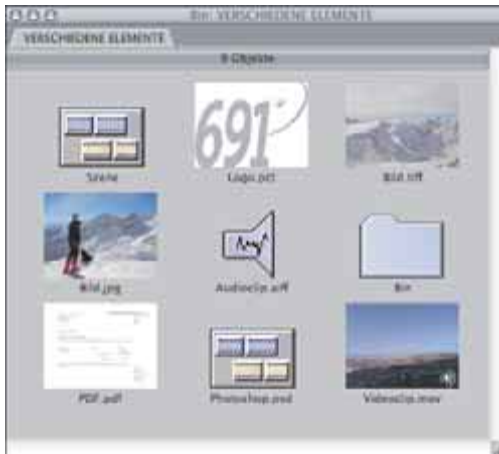 Bin: VERSCHIEDENE ELEMENTE
VERSCHIEDENE ELEMENTE
9 Objekte
691
Szene
Logo.pct
Bild.tiff
Bild.jpg
Audioclip.aiff
Bin
PDF.pdf
Photoshop.psd
Videoclip.mov